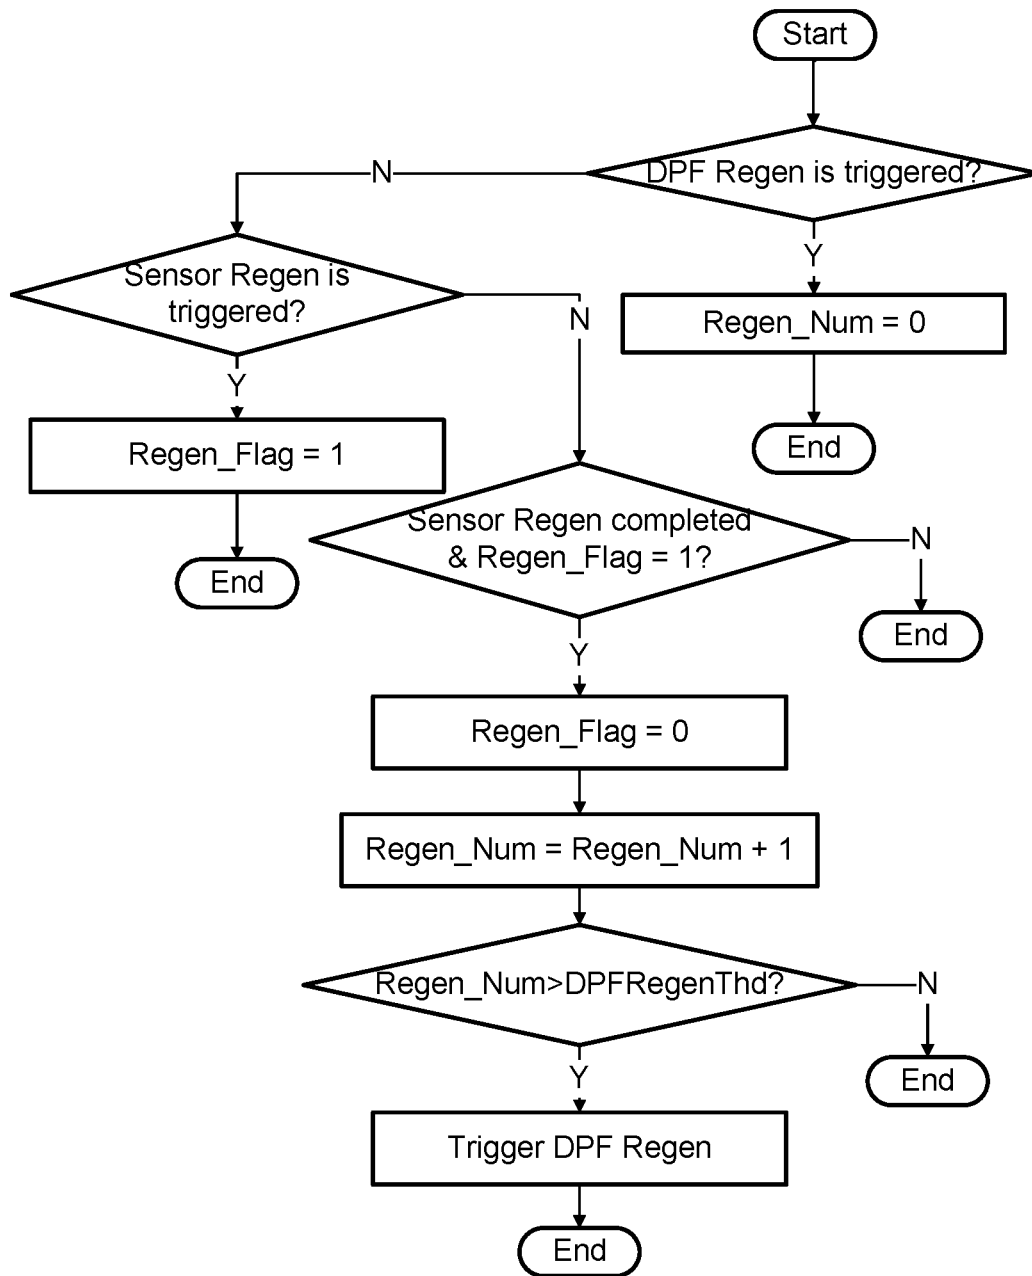 Start
DPF Regen is triggered?
N
Y
Sensor Regen is
triggered?
N
Regen_Num = 0
Y
Regen_Flag = 1
End
Sensor Regen completed
& Regen_Flag = 1?
N
End
End
Y
Regen_Flag = 0
Regen_Num = Regen_Num + 1
Regen_Num>DPFRegenThd?
N
Y
End
Trigger DPF Regen
End